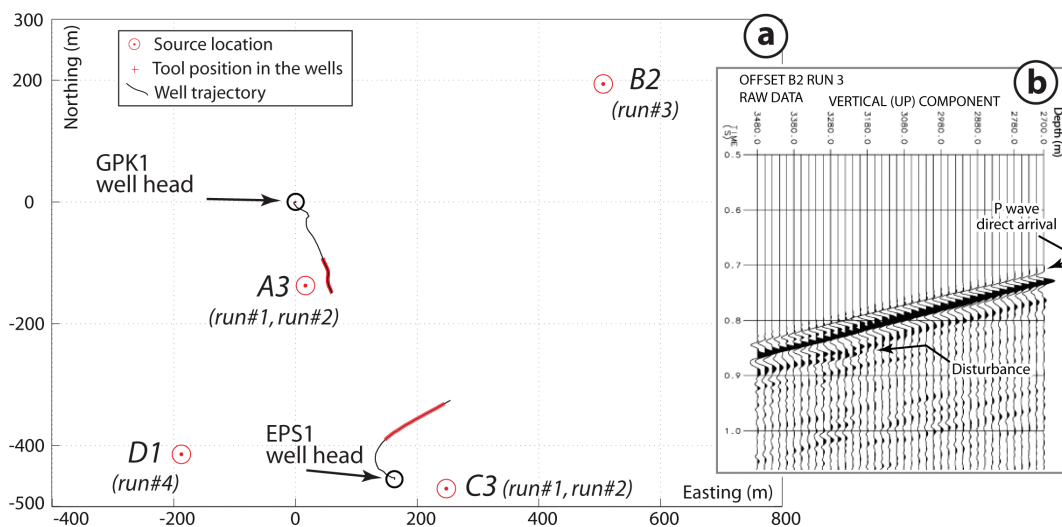 300
200
0
-200
-400
-500
Northing (m)
Source location
Tool position in the wells
Well trajectory
B2
(run#3)
GPK1
well head
A3
(run#1, run#2)
EPS1
well head
D1
(run#4)
C3 (run#1, run#2)
Easting (m)
-400
-200
0
200
400
600
800
a
b
OFFSET B2 RUN 3
RAW DATA VERTICAL (UP) COMPONENT
Depth (m)
TIME
(S)
3480.0
3380.0
3280.0
3180.0
3080.0
2980.0
2880.0
2780.0
2700.0
0.5
0.6
0.7
0.8
0.9
1.0
P wave
direct arrival
Disturbance